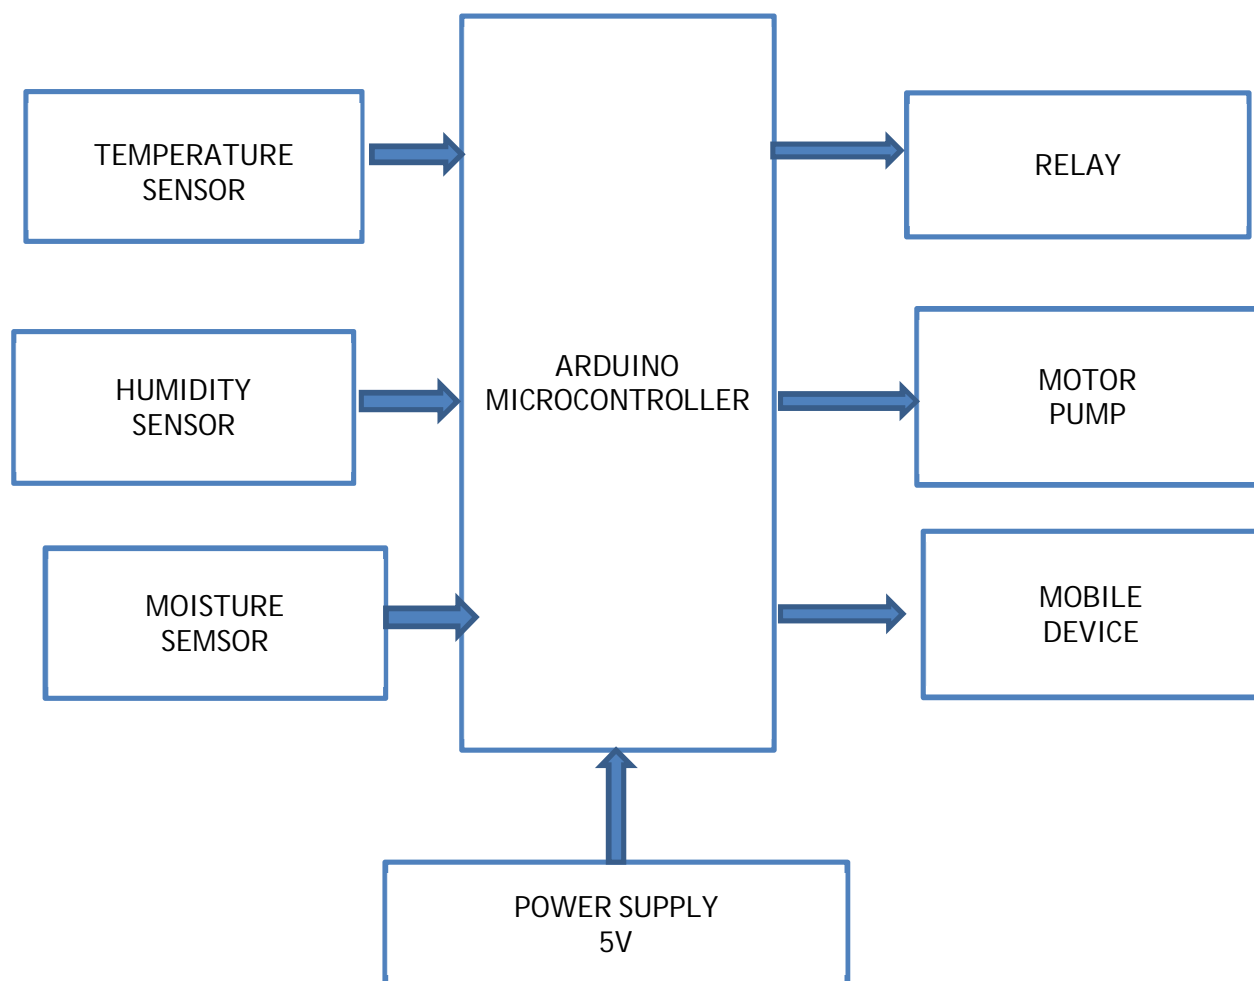 TEMPERATURE
SENSOR
RELAY
HUMIDITY
SENSOR
ARDUINO
MICROCONTROLLER
MOTOR
PUMP
MOISTURE
SEMSOR
MOBILE
DEVICE
POWER SUPPLY
5V